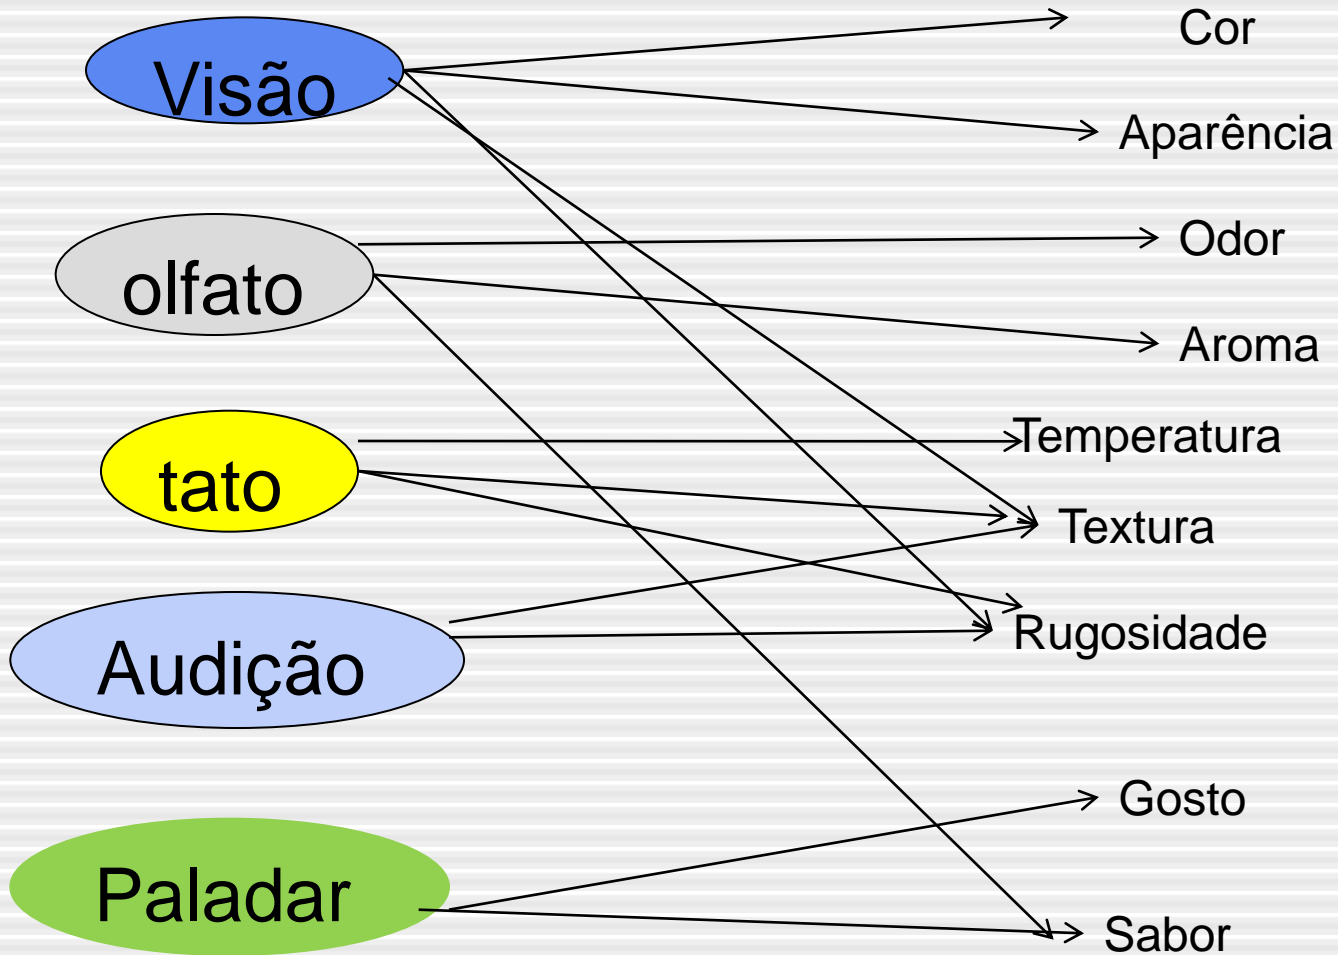 Visão
Cor
Aparência
olfato
Odor
Aroma
tato
Temperatura
Textura
Audição
Rugosidade
Paladar
Gosto
Sabor